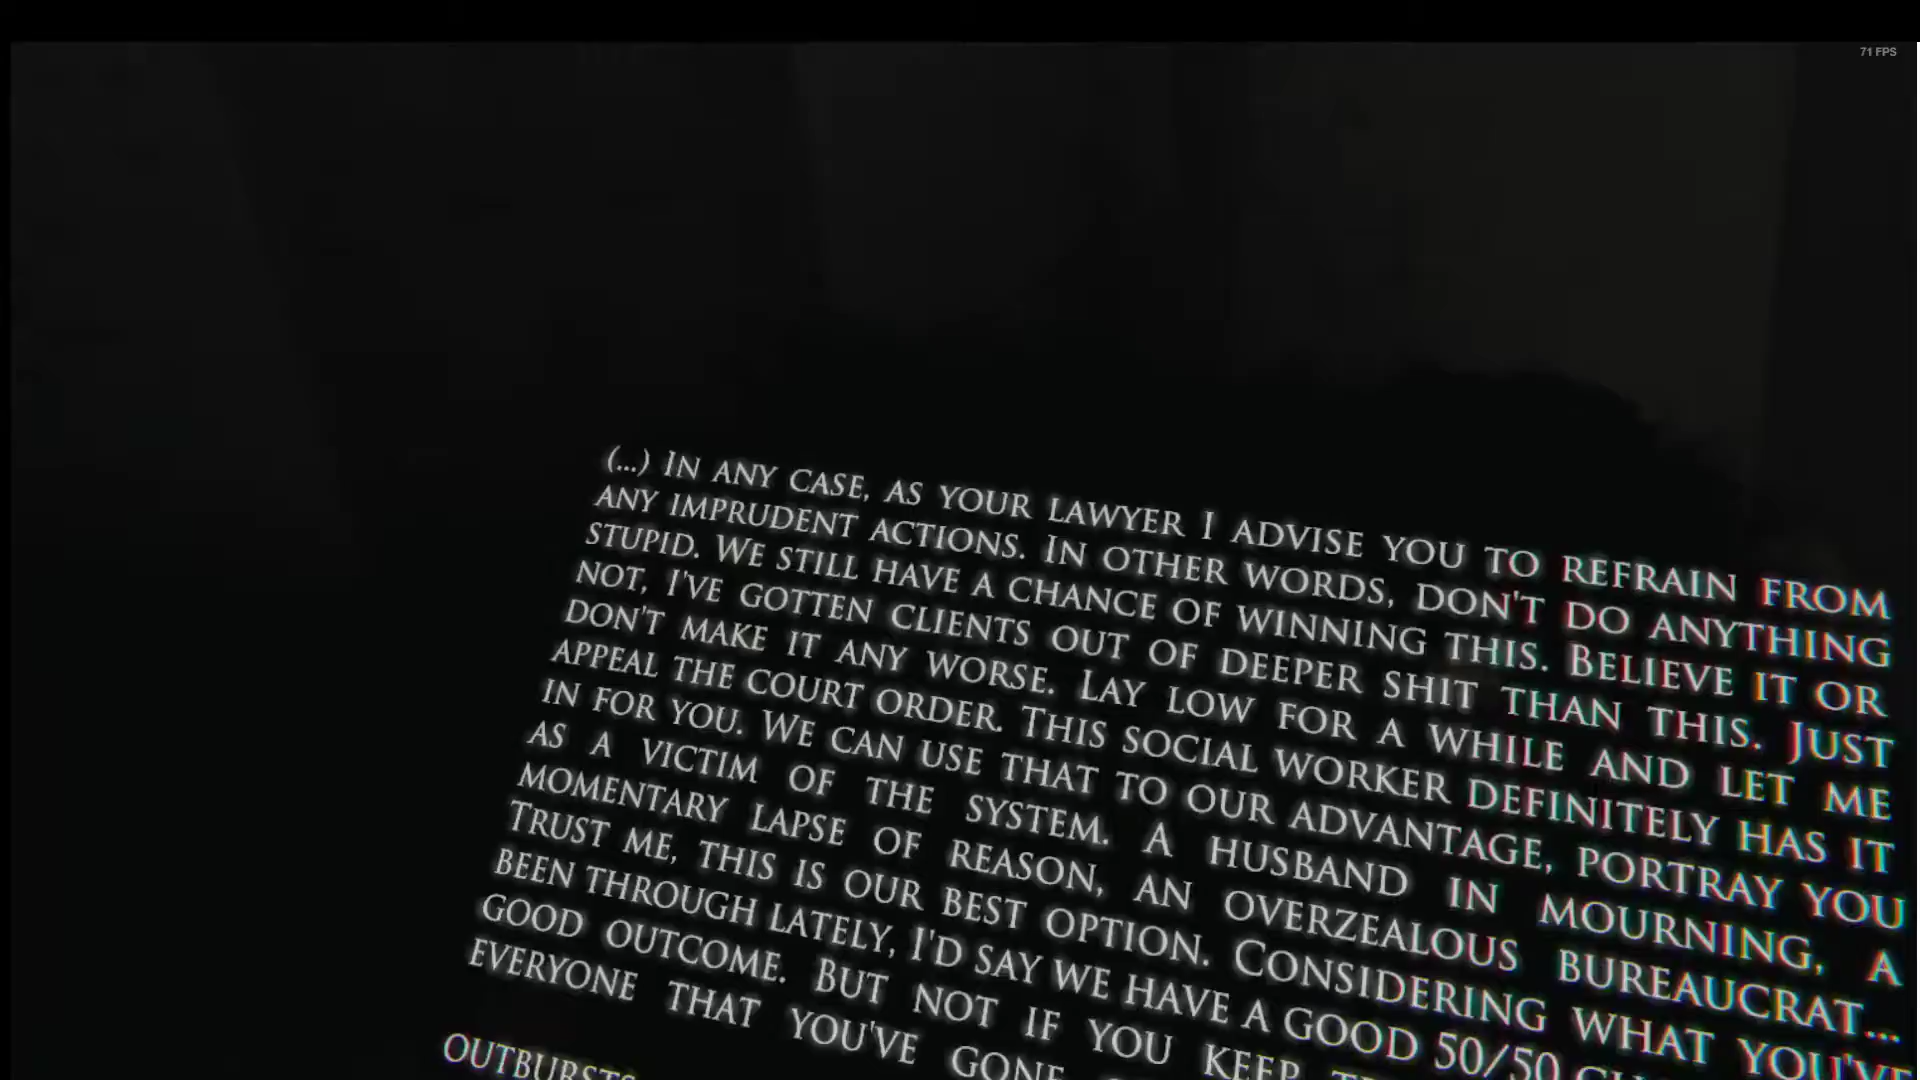 71 FPS
(...) In any case, as your lawyer I advise you to refrain from
any imprudent actions. In other words, don't do anything
stupid. We still have a chance of winning this. Believe it or
not, I've gotten clients out of deeper shit than this. Just
don't make it any worse. Lay low for a while and let me
appeal the court order. This social worker definitely has it
in for you. We can use that to our advantage, portray you
as a victim of the system. A husband in mourning, a
momentary lapse of reason, an overzealous bureaucrat...
Trust me, this is our best option. Considering what you've
been through lately, I'd say we have a good 50/50
good outcome. But not if you keep
everyone that you've gone
outbursts